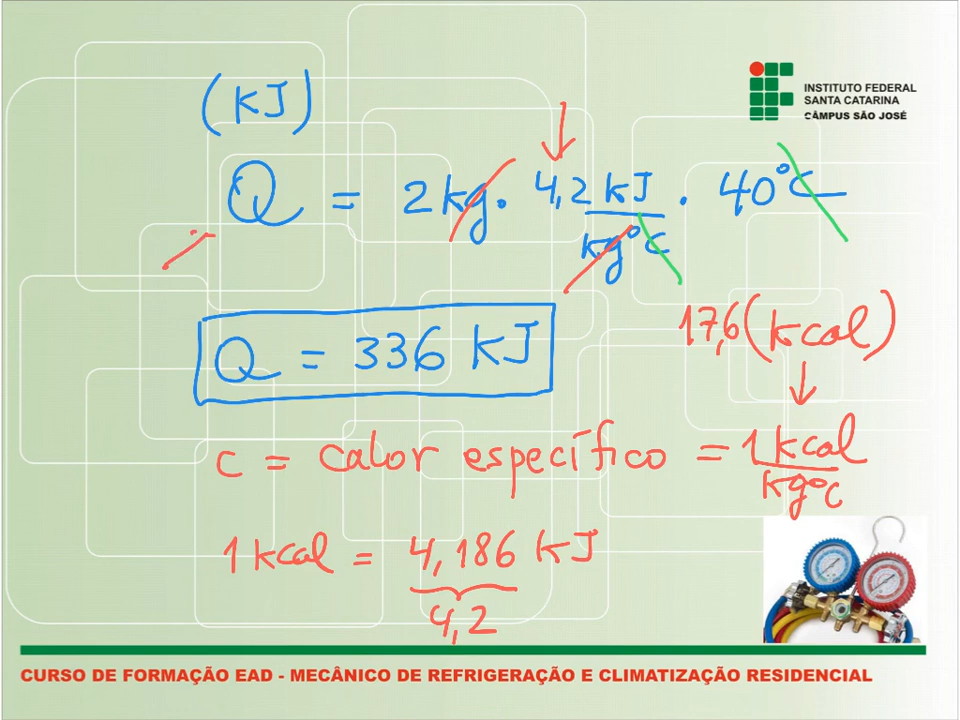 (KJ)
INSTITUTO FEDERAL
SANTA CATARINA
CÂMPUS SÃO JOSÉ
Q = 2kg . 4,2 kJ/kg°C . 40°C
Q = 336 KJ
17,6 (kcal)
c = calor específico = 1 kcal/kg°C
1 kcal = 4,186 KJ
4,2
CURSO DE FORMAÇÃO EAD - MECÂNICO DE REFRIGERAÇÃO E CLIMATIZAÇÃO RESIDENCIAL